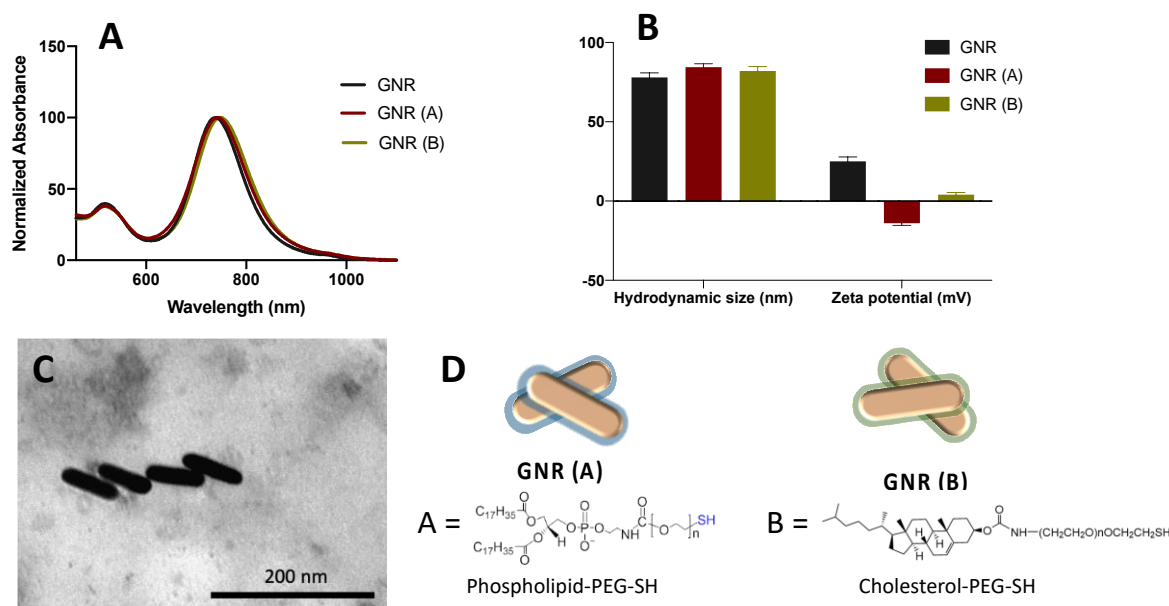 A
150
100
50
0
Normalized Absorbance
600
800
1000
Wavelength (nm)
GNR
GNR (A)
GNR (B)
B
100
50
0
-50
Hydrodynamic size (nm)
Zeta potential (mV)
GNR
GNR (A)
GNR (B)
C
200 nm
D
GNR (A)
GNR (B)
A =
O
C17H35
O
O
P
O
O-
O
N
H
C
O
O
n
SH
H
C17H35
O
O
Phospholipid-PEG-SH
B =
H
H
H
O
O
CNH—(CH2CH2O)nOCH2CH2SH
Cholesterol-PEG-SH